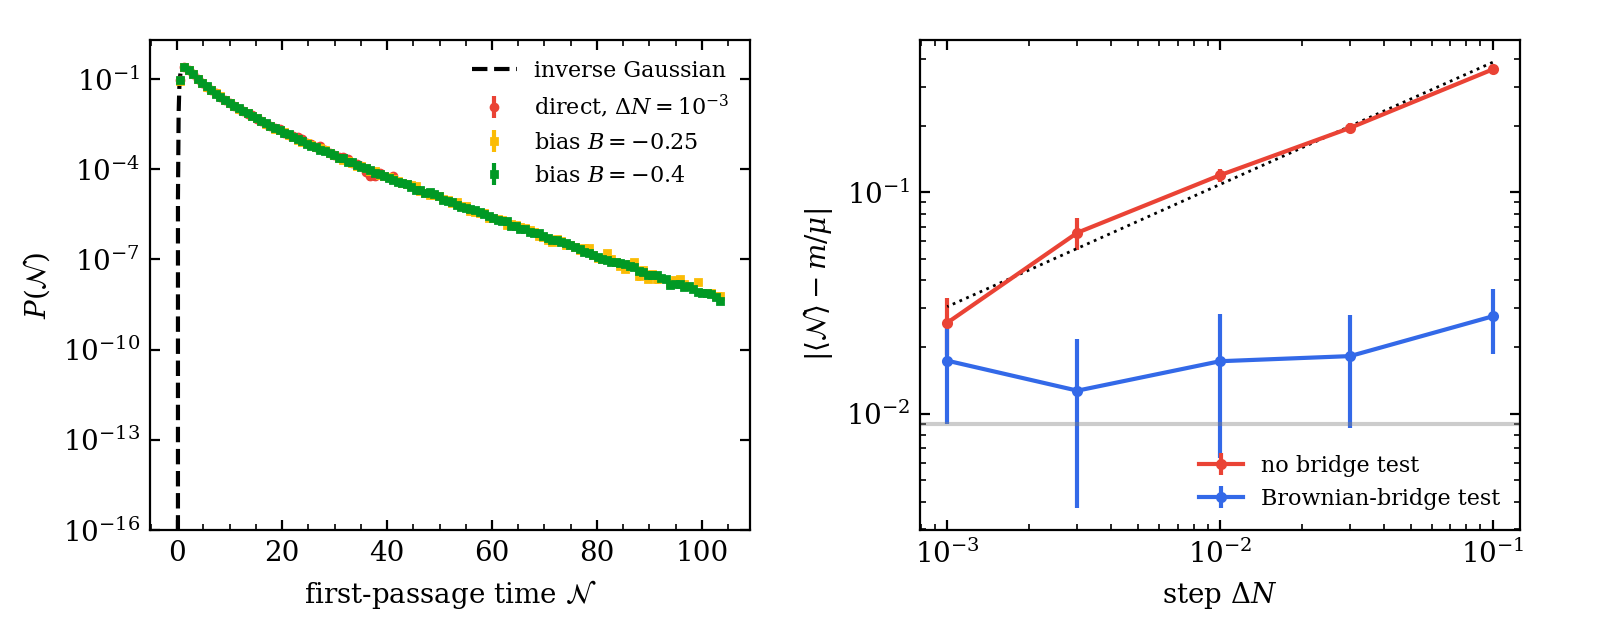 10⁻¹
10⁻⁴
10⁻⁷
10⁻¹⁰
10⁻¹³
10⁻¹⁶
P(𝒩)
0 20 40 60 80 100
first-passage time 𝒩
inverse Gaussian
direct, ΔN = 10⁻³
bias B = −0.25
bias B = −0.4
10⁻¹
10⁻²
|⟨𝒩⟩ − m/μ|
10⁻³ 10⁻² 10⁻¹
step ΔN
no bridge test
Brownian-bridge test